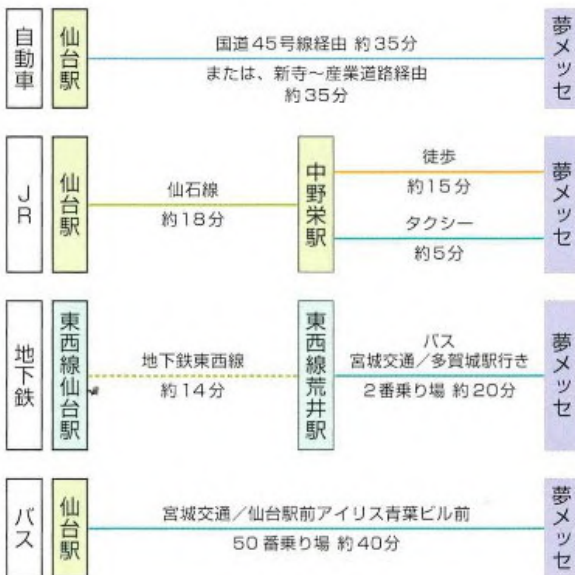 自動車
仙台駅
国道45号線経由 約35分
または、新寺～産業道路経由
約35分
夢メッセ
JR
仙台駅
仙石線
約18分
中野栄駅
徒歩
約15分
タクシー
約5分
夢メッセ
地下鉄
東西線仙台駅
地下鉄東西線
約14分
東西線荒井駅
バス
宮城交通／多賀城駅行き
2番乗り場 約20分
夢メッセ
バス
仙台駅
宮城交通／仙台駅前アイリス青葉ビル前
50番乗り場 約40分
夢メッセ